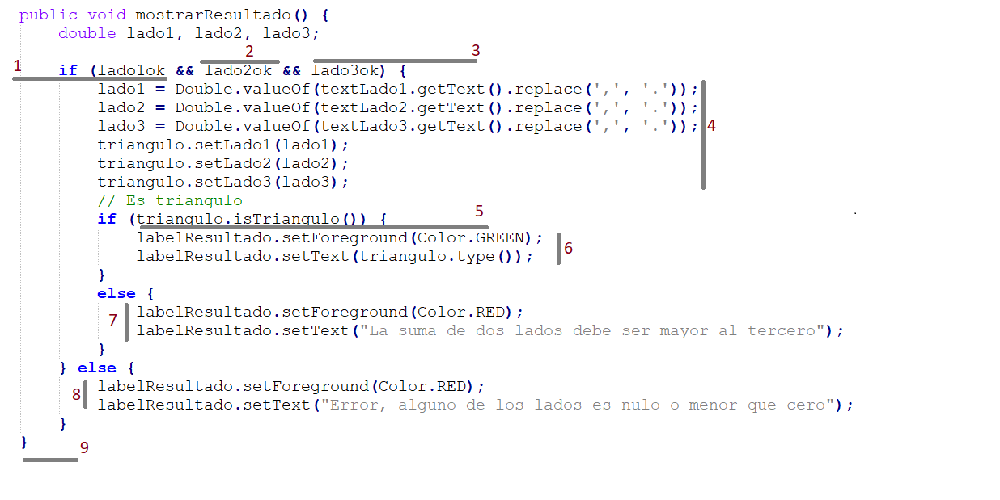 public void mostrarResultado() {
double lado1, lado2, lado3;
2 3
1 if (lado1ok && lado2ok && lado3ok) {
lado1 = Double.valueOf(textLado1.getText().replace(',', '.'));
lado2 = Double.valueOf(textLado2.getText().replace(',', '.'));
lado3 = Double.valueOf(textLado3.getText().replace(',', '.')); 4
triangulo.setLado1(lado1);
triangulo.setLado2(lado2);
triangulo.setLado3(lado3);
// Es triangulo
if (triangulo.isTriangulo()) { 5
labelResultado.setForeground(Color.GREEN);
labelResultado.setText(triangulo.type()); 6
}
else {
7 labelResultado.setForeground(Color.RED);
labelResultado.setText("La suma de dos lados debe ser mayor al tercero");
}
} else {
8 labelResultado.setForeground(Color.RED);
labelResultado.setText("Error, alguno de los lados es nulo o menor que cero");
}
} 9